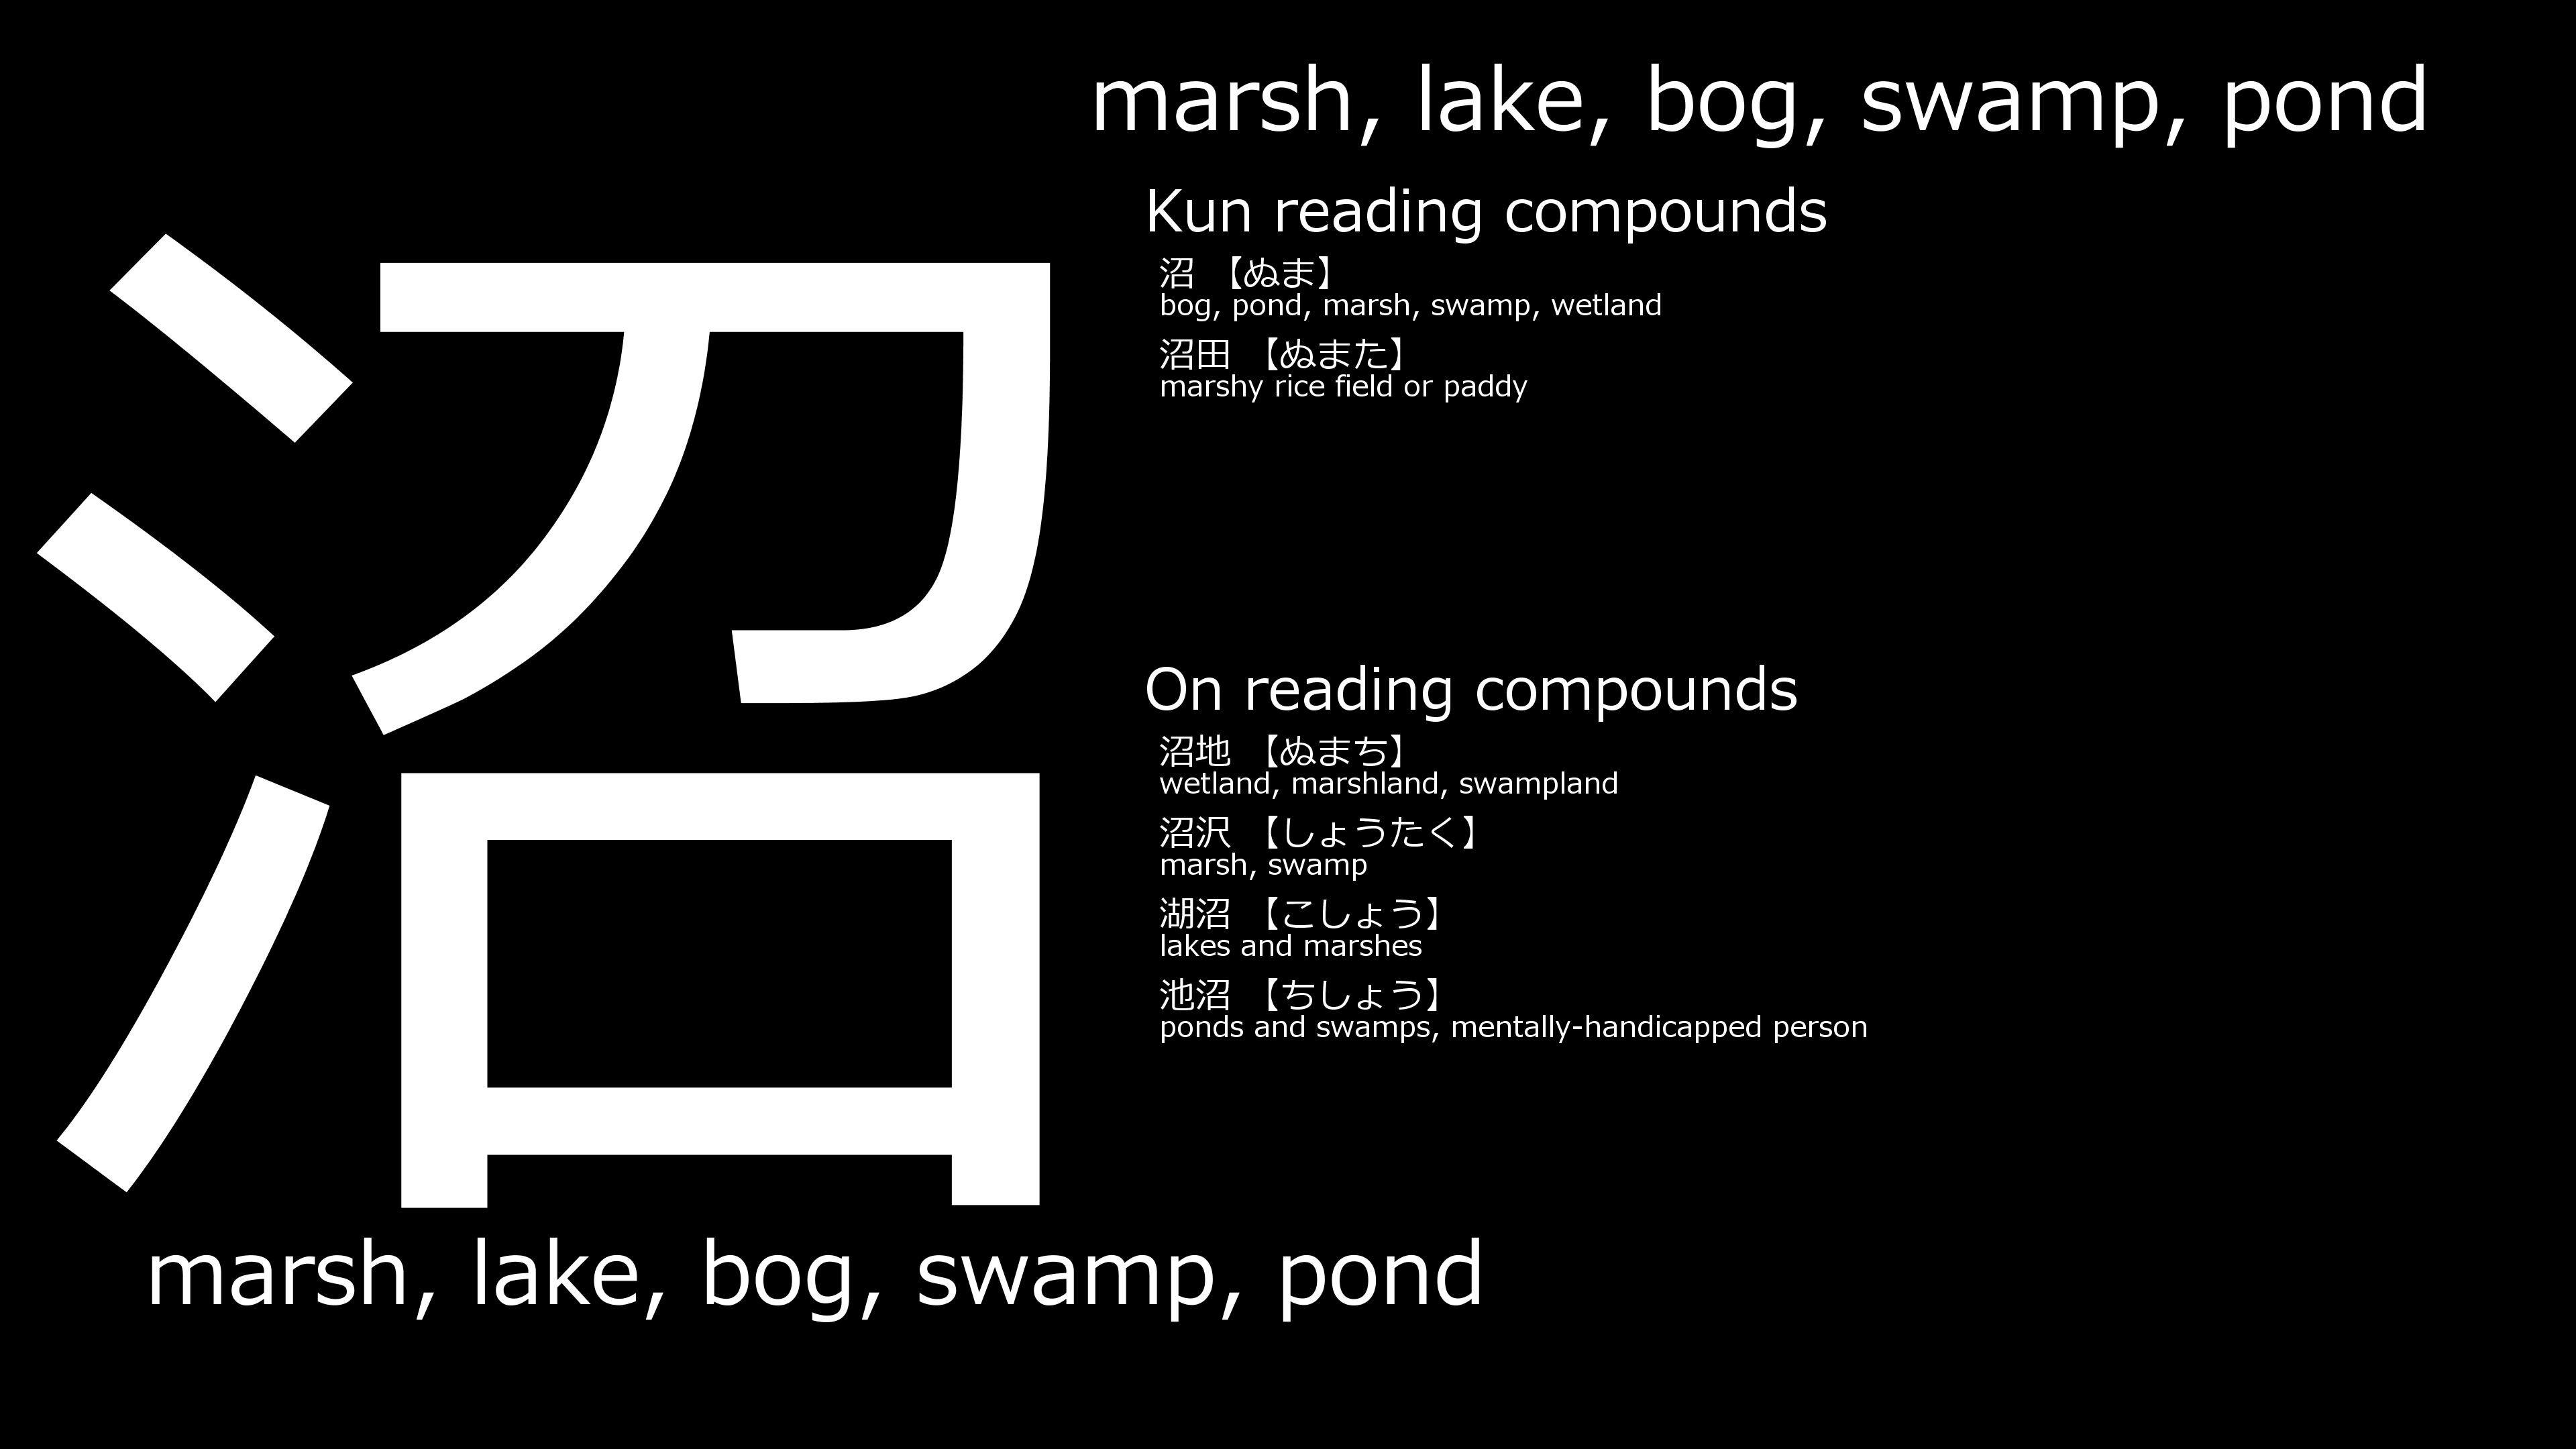 marsh, lake, bog, swamp, pond
沼
Kun reading compounds
沼 【ぬま】
bog, pond, marsh, swamp, wetland
沼田 【ぬまた】
marshy rice field or paddy
On reading compounds
沼地 【ぬまち】
wetland, marshland, swampland
沼沢 【しょうたく】
marsh, swamp
湖沼 【こしょう】
lakes and marshes
池沼 【ちしょう】
ponds and swamps, mentally-handicapped person
marsh, lake, bog, swamp, pond